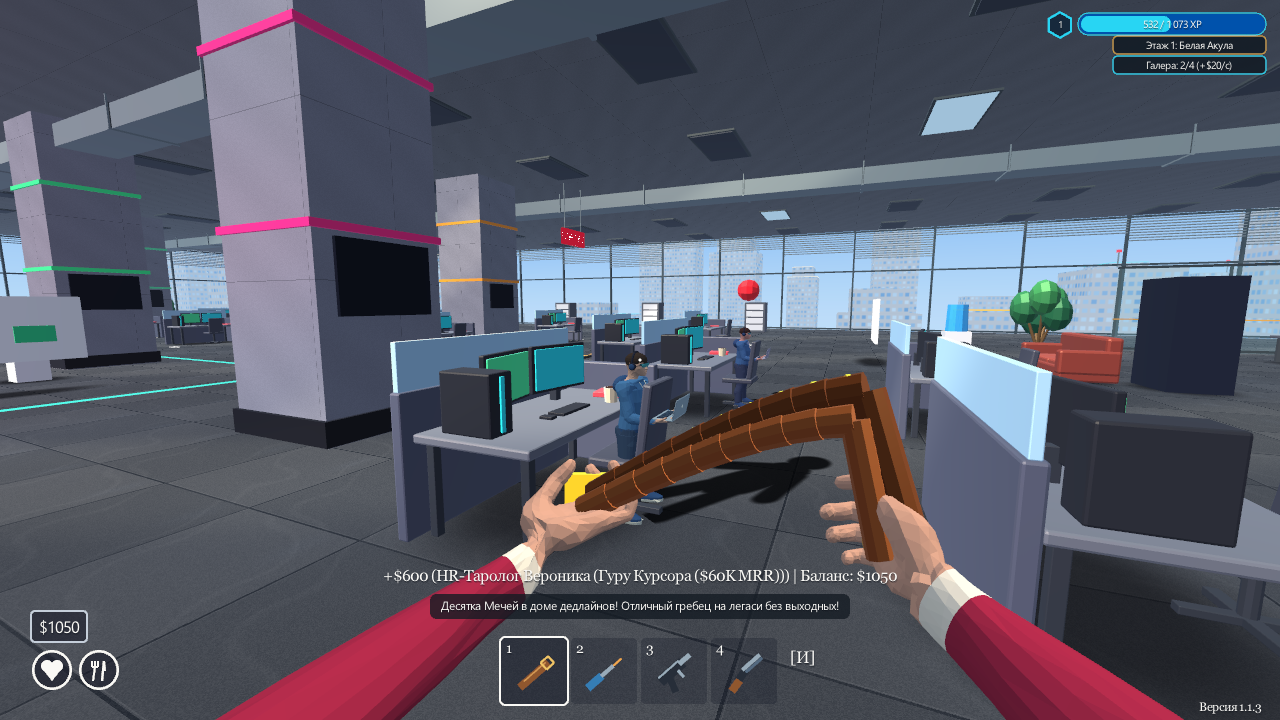 1
532 / 1 073 XP
Этаж 1: Белая Акула
Галера: 2/4 (+$20/с)
+$600 (HR-Таролог Вероника (Гуру Курсора ($60K MRR))) | Баланс: $1050
Десятка Мечей в доме дедлайнов! Отличный гребец на легаси без выходных!
$1050
1
2
3
4
[И]
Версия 1.1.3